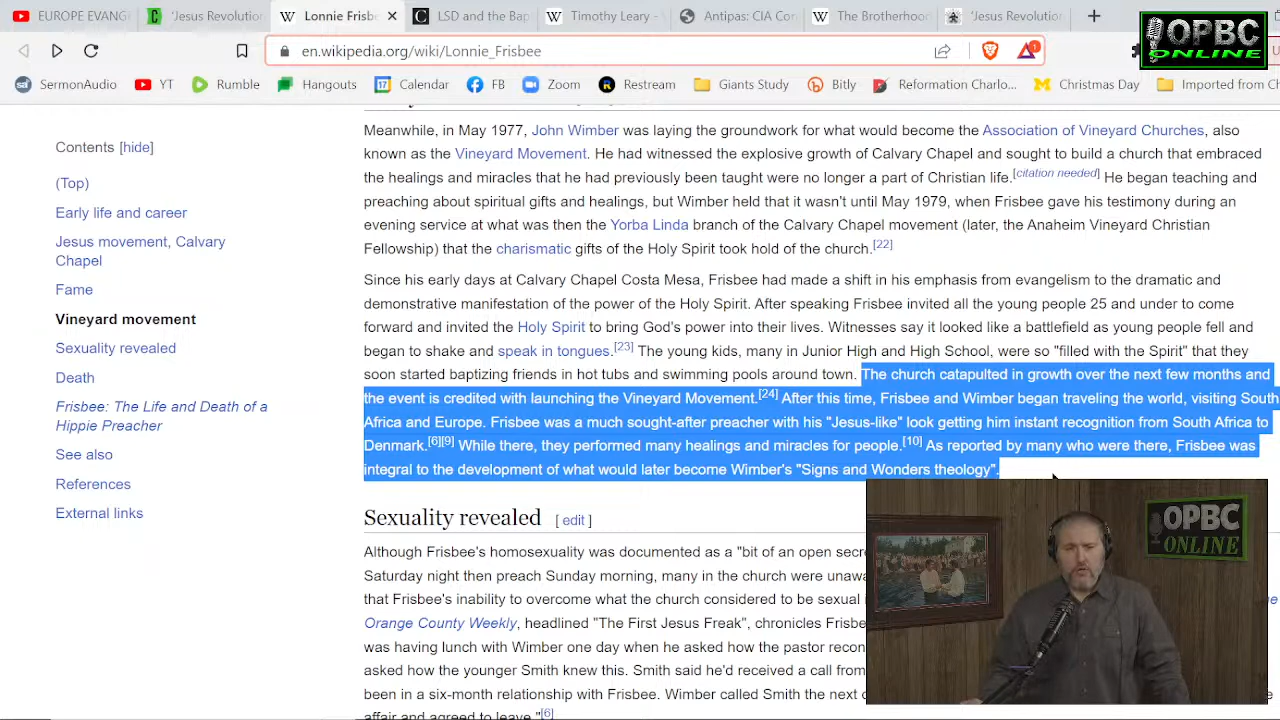 EUROPE EVANG
'Jesus Revolution
Lonnie Frisbe
LSD and the Bap
Timothy Leary -
Antipas: CIA Con
The Brotherhood
'Jesus Revolution
OPBC
ONLINE
en.wikipedia.org/wiki/Lonnie_Frisbee
SermonAudio
YT
Rumble
Hangouts
Calendar
FB
Zoom
Restream
Giants Study
Bitly
Reformation Charlo...
Christmas Day
Imported from C
Contents [hide]
(Top)
Early life and career
Jesus movement, Calvary
Chapel
Fame
Vineyard movement
Sexuality revealed
Death
Frisbee: The Life and Death of a
Hippie Preacher
See also
References
External links
Meanwhile, in May 1977, John Wimber was laying the groundwork for what would become the Association of Vineyard Churches, also
known as the Vineyard Movement. He had witnessed the explosive growth of Calvary Chapel and sought to build a church that embraced
the healings and miracles that he had previously been taught were no longer a part of Christian life.[citation needed] He began teaching and
preaching about spiritual gifts and healings, but Wimber held that it wasn't until May 1979, when Frisbee gave his testimony during an
evening service at what was then the Yorba Linda branch of the Calvary Chapel movement (later, the Anaheim Vineyard Christian
Fellowship) that the charismatic gifts of the Holy Spirit took hold of the church.[22]
Since his early days at Calvary Chapel Costa Mesa, Frisbee had made a shift in his emphasis from evangelism to the dramatic and
demonstrative manifestation of the power of the Holy Spirit. After speaking Frisbee invited all the young people 25 and under to come
forward and invited the Holy Spirit to bring God's power into their lives. Witnesses say it looked like a battlefield as young people fell and
began to shake and speak in tongues.[23] The young kids, many in Junior High and High School, were so "filled with the Spirit" that they
soon started baptizing friends in hot tubs and swimming pools around town. The church catapulted in growth over the next few months and
the event is credited with launching the Vineyard Movement.[24] After this time, Frisbee and Wimber began traveling the world, visiting South
Africa and Europe. Frisbee was a much sought-after preacher with his "Jesus-like" look getting him instant recognition from South Africa to
Denmark.[6][9] While there, they performed many healings and miracles for people.[10] As reported by many who were there, Frisbee was
integral to the development of what would later become Wimber's "Signs and Wonders theology".
Sexuality revealed [ edit ]
Although Frisbee's homosexuality was documented as a "bit of an open secre
Saturday night then preach Sunday morning, many in the church were unawa
that Frisbee's inability to overcome what the church considered to be sexual
Orange County Weekly, headlined "The First Jesus Freak", chronicles Frisbe
was having lunch with Wimber one day when he asked how the pastor recon
asked how the younger Smith knew this. Smith said he'd received a call from
been in a six-month relationship with Frisbee. Wimber called Smith the next
affair and agreed to leave."[6]
OPBC
ONLINE